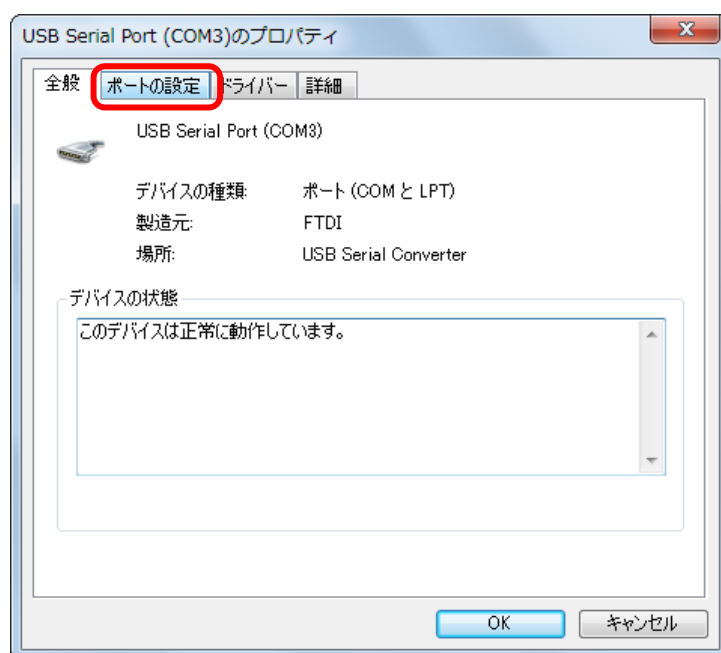 USB Serial Port (COM3)のプロパティ
全般 ポートの設定 ドライバー 詳細
USB Serial Port (COM3)
デバイスの種類: ポート (COM と LPT)
製造元: FTDI
場所: USB Serial Converter
デバイスの状態
このデバイスは正常に動作しています。
OK キャンセル